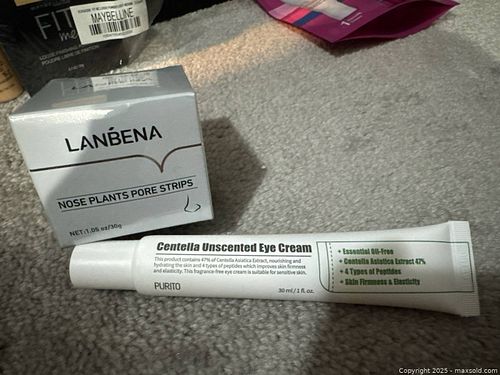 FIT
me
MAYBELLINE
LANBENA
NOSE PLANTS PORE STRIPS
NET:(1.05 oz/30g
Centella Unscented Eye Cream
This product contains 47% of Centella Asiatica Extract, nourishing and
hydrating the skin and 4 types of peptides which improves skin firmness
and elasticity. This fragrance-free eye cream is suitable for sensitive skin.
PURITO
30 ml / 1 fl. oz.
+ Essential Oil-Free
+ Centella Asiatica Extract 47%
+ 4 Types of Peptides
+ Skin Firmness & Elasticity
Copyright © 2025 - maxsold.com